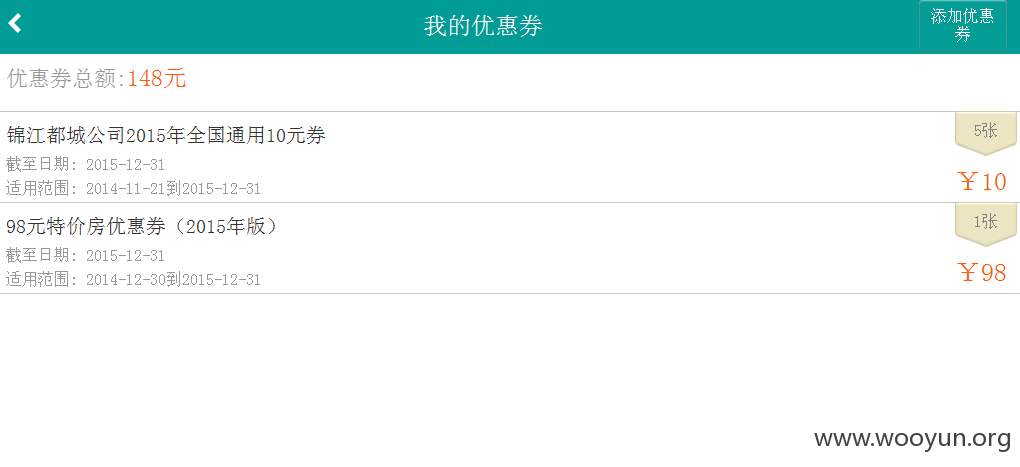 我的优惠券
添加优惠
券
优惠券总额:148元
锦江都城公司2015年全国通用10元券
5张
截至日期: 2015-12-31
适用范围: 2014-11-21到2015-12-31
￥10
98元特价房优惠券（2015年版）
1张
截至日期: 2015-12-31
适用范围: 2014-12-30到2015-12-31
￥98
www.wooyun.org